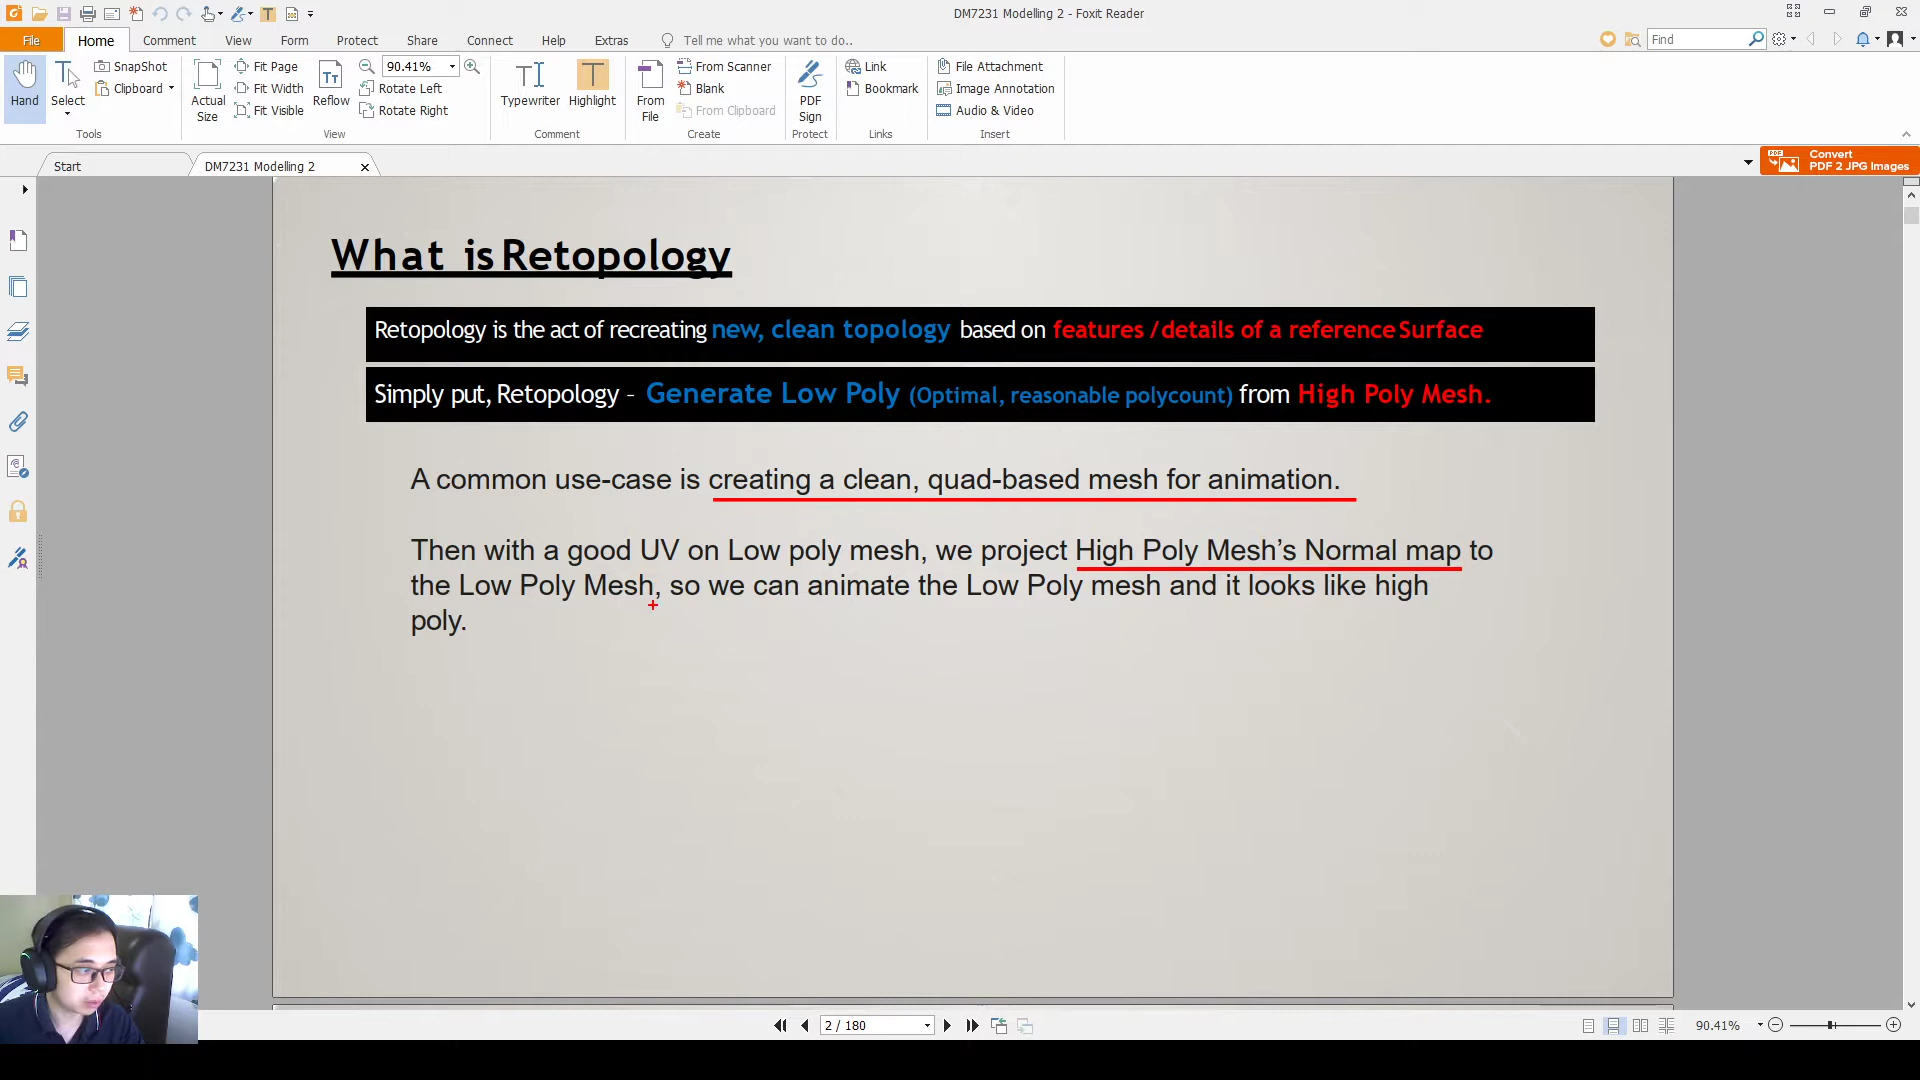 DM7231 Modelling 2 - Foxit Reader
File Home Comment View Form Protect Share Connect Help Extras Tell me what you want to do.. Find
Hand Select SnapShot Clipboard
Tools
Actual Size Fit Page Fit Width Fit Visible Reflow 90.41% Rotate Left Rotate Right
View
Typewriter Highlight
Comment
From File From Scanner Blank From Clipboard
Create
PDF Sign
Protect
Link Bookmark
Links
File Attachment Image Annotation Audio & Video
Insert
Start DM7231 Modelling 2
Convert
PDF 2 JPG Images
What is Retopology
Retopology is the act of recreating new, clean topology based on features / details of a reference Surface
Simply put, Retopology - Generate Low Poly (Optimal, reasonable polycount) from High Poly Mesh.
A common use-case is creating a clean, quad-based mesh for animation.
Then with a good UV on Low poly mesh, we project High Poly Mesh's Normal map to
the Low Poly Mesh, so we can animate the Low Poly mesh and it looks like high
poly.
2 / 180
90.41%